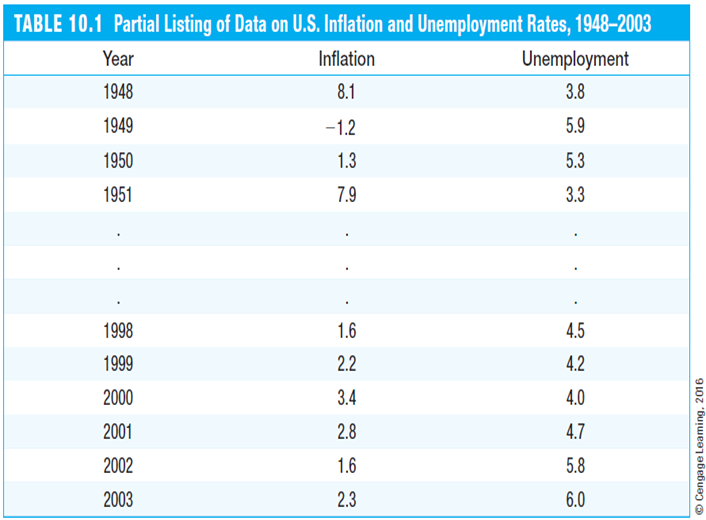 TABLE 10.1 Partial Listing of Data on U.S. Inflation and Unemployment Rates, 1948–2003
Year Inflation Unemployment
1948 8.1 3.8
1949 −1.2 5.9
1950 1.3 5.3
1951 7.9 3.3
. . .
. . .
. . .
1998 1.6 4.5
1999 2.2 4.2
2000 3.4 4.0
2001 2.8 4.7
2002 1.6 5.8
2003 2.3 6.0
© Cengage Learning, 2016